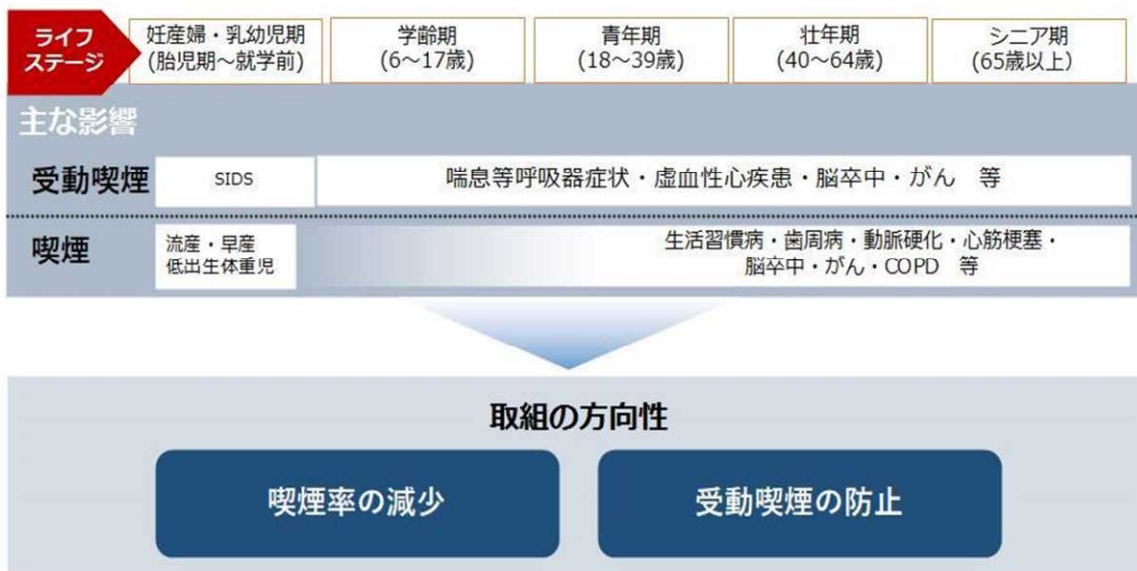 ライフ
ステージ
妊産婦・乳幼児期
(胎児期～就学前)
学齢期
(6～17歳)
青年期
(18～39歳)
壮年期
(40～64歳)
シニア期
(65歳以上)
主な影響
受動喫煙
SIDS
喘息等呼吸器症状・虚血性心疾患・脳卒中・がん　等
喫煙
流産・早産
低出生体重児
生活習慣病・歯周病・動脈硬化・心筋梗塞・
脳卒中・がん・COPD　等
取組の方向性
喫煙率の減少
受動喫煙の防止